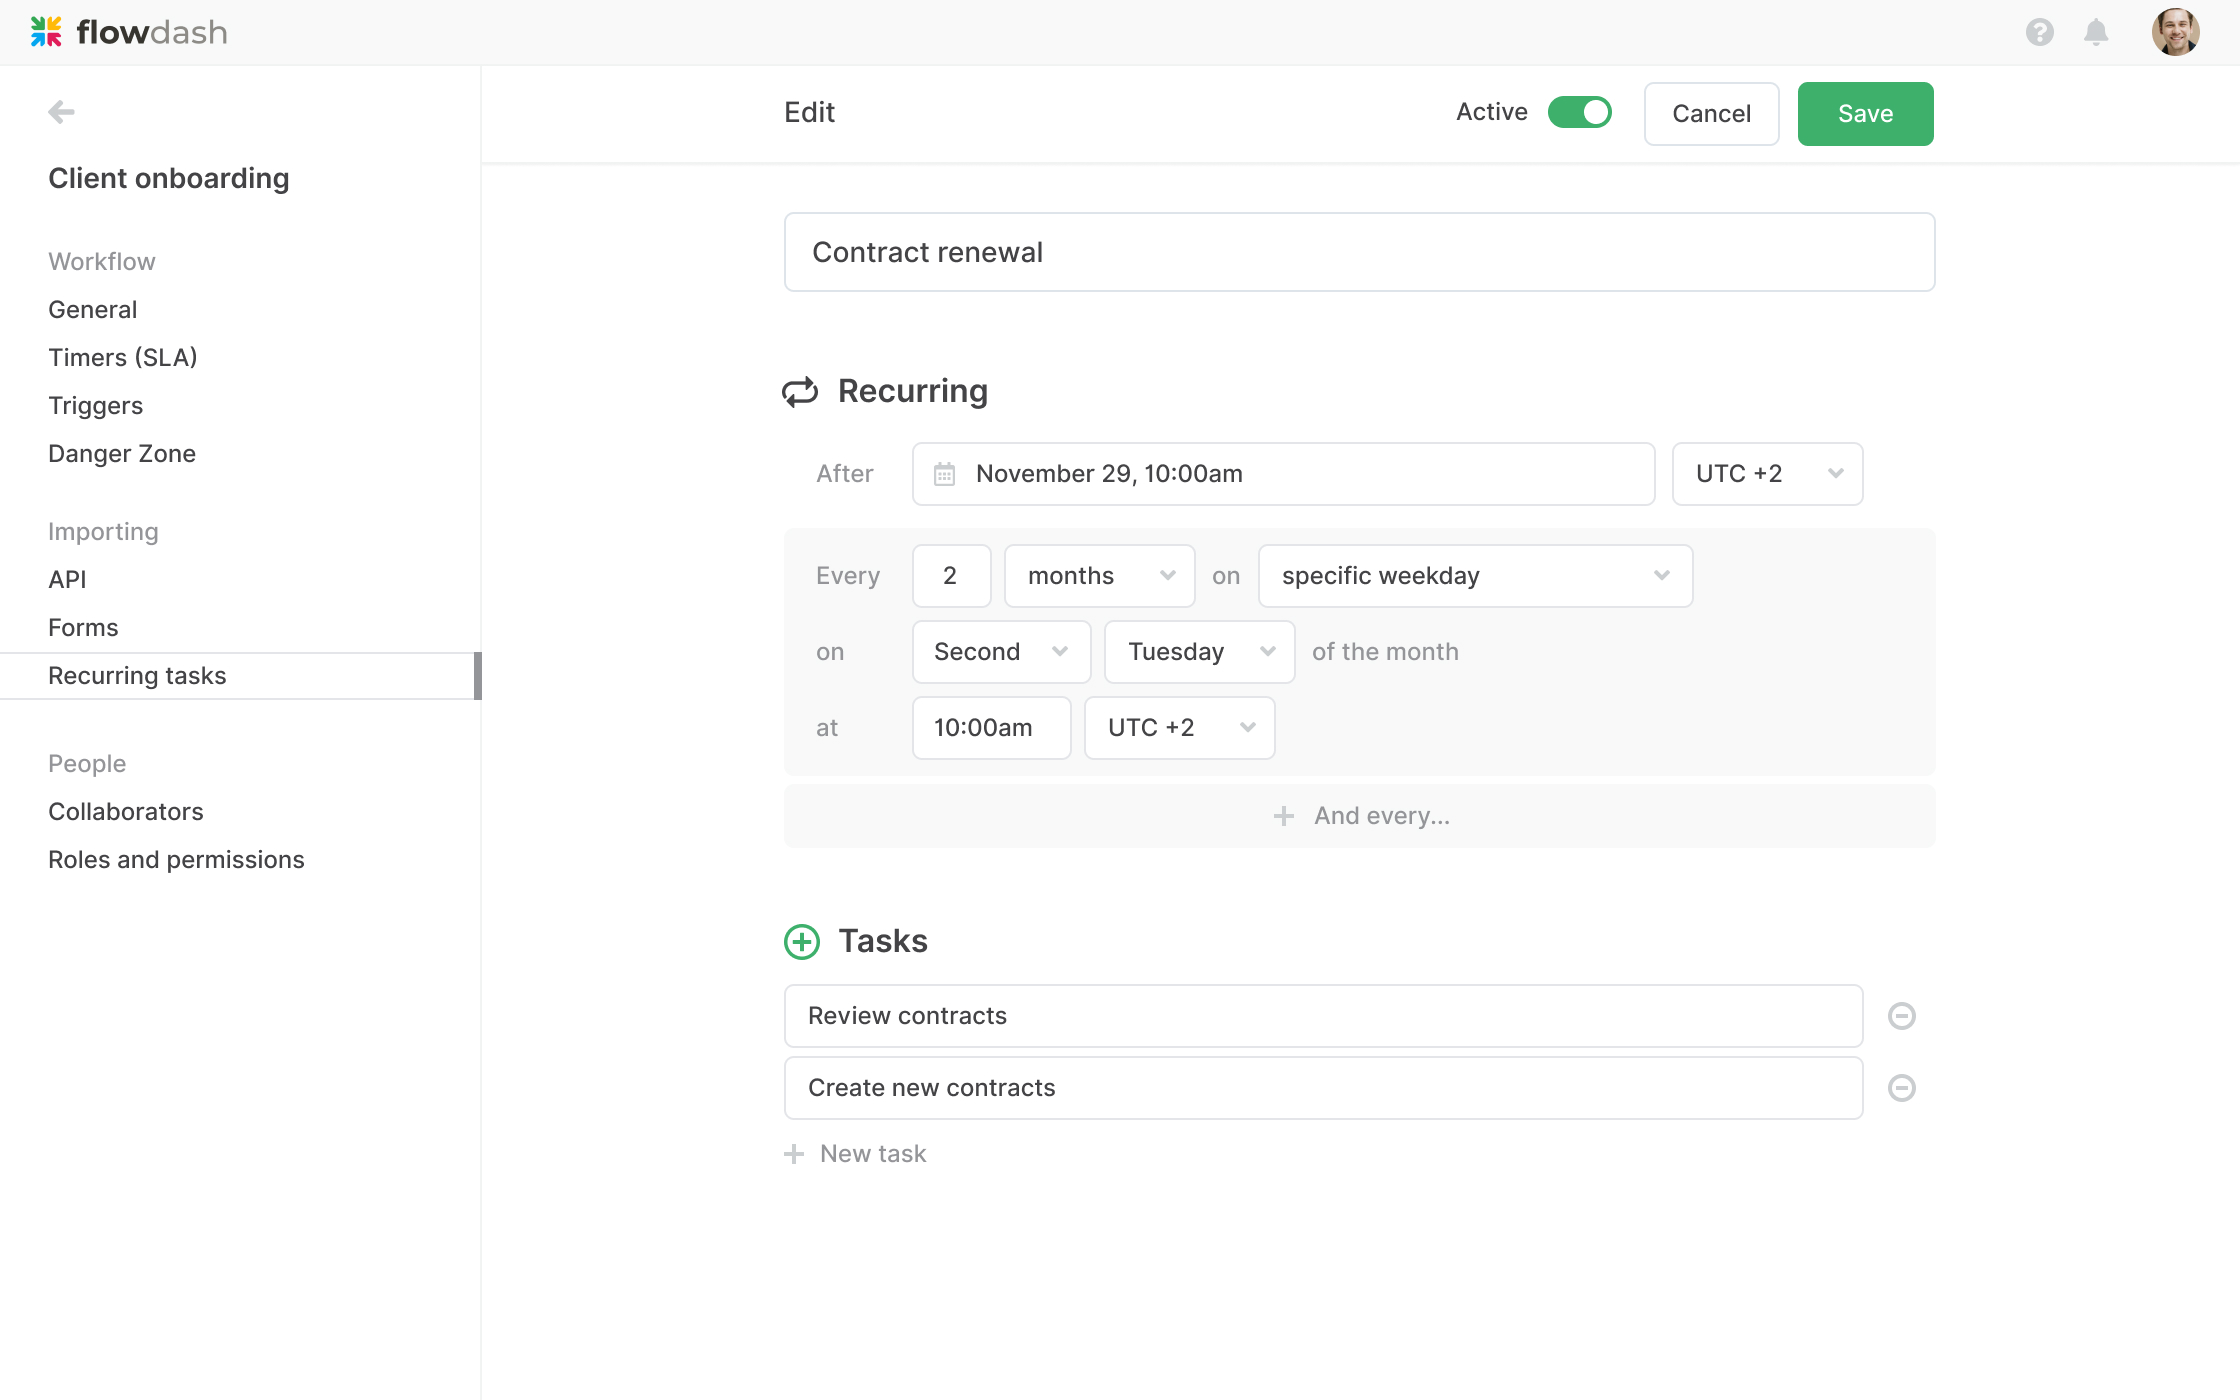 flowdash
Client onboarding
Workflow
General
Timers (SLA)
Triggers
Danger Zone
Importing
API
Forms
Recurring tasks
People
Collaborators
Roles and permissions
Edit
Active
Cancel
Save
Contract renewal
Recurring
After November 29, 10:00am UTC +2
Every 2 months on specific weekday
on Second Tuesday of the month
at 10:00am UTC +2
And every...
Tasks
Review contracts
Create new contracts
New task